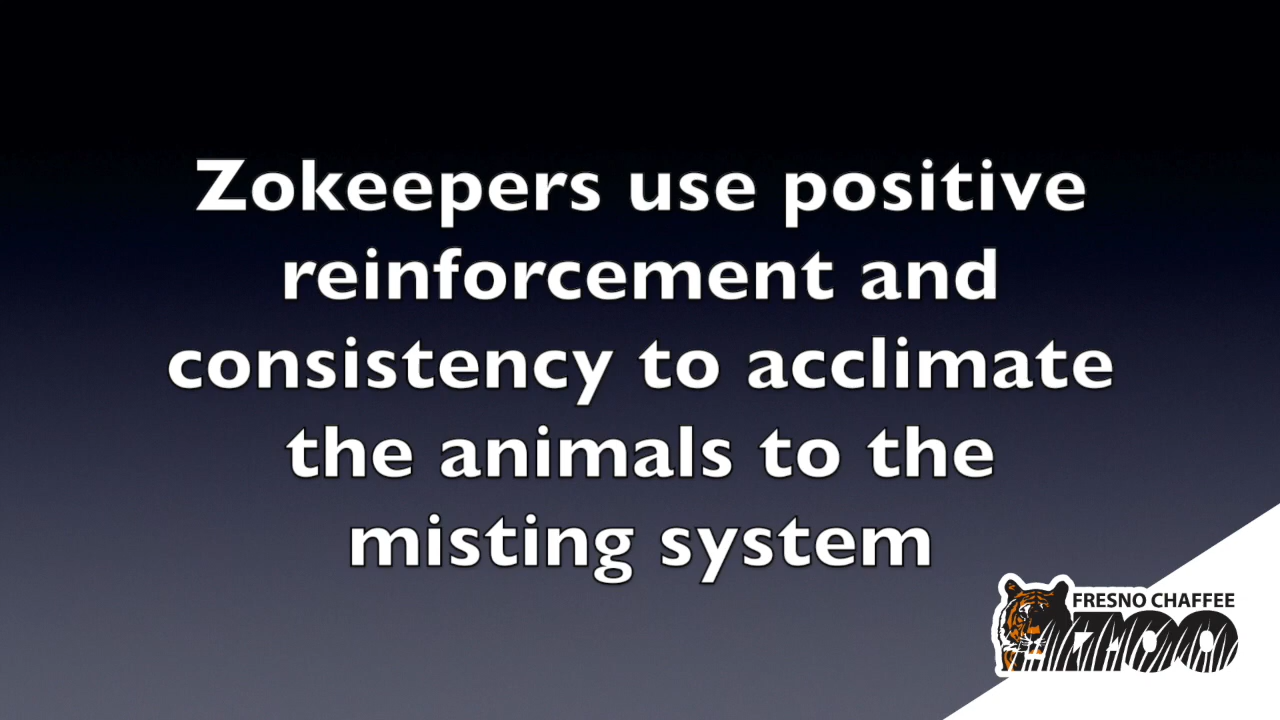 Zokeepers use positive
reinforcement and
consistency to acclimate
the animals to the
misting system
FRESNO CHAFFEE
ZOO